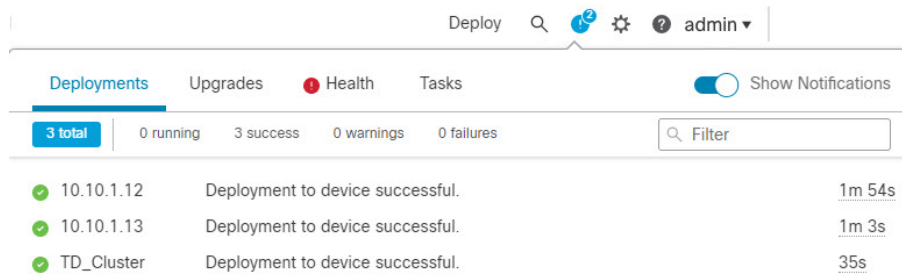 Deploy 2 ? admin
Deployments Upgrades ! Health Tasks Show Notifications
3 total 0 running 3 success 0 warnings 0 failures Filter
10.10.1.12 Deployment to device successful. 1m 54s
10.10.1.13 Deployment to device successful. 1m 3s
TD_Cluster Deployment to device successful. 35s